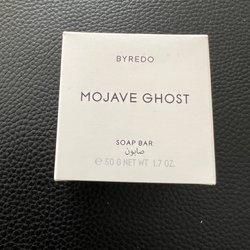 BYREDO
MOJAVE GHOST
SOAP BAR
صابون
℮ 50 G NET WT. 1.7 OZ.